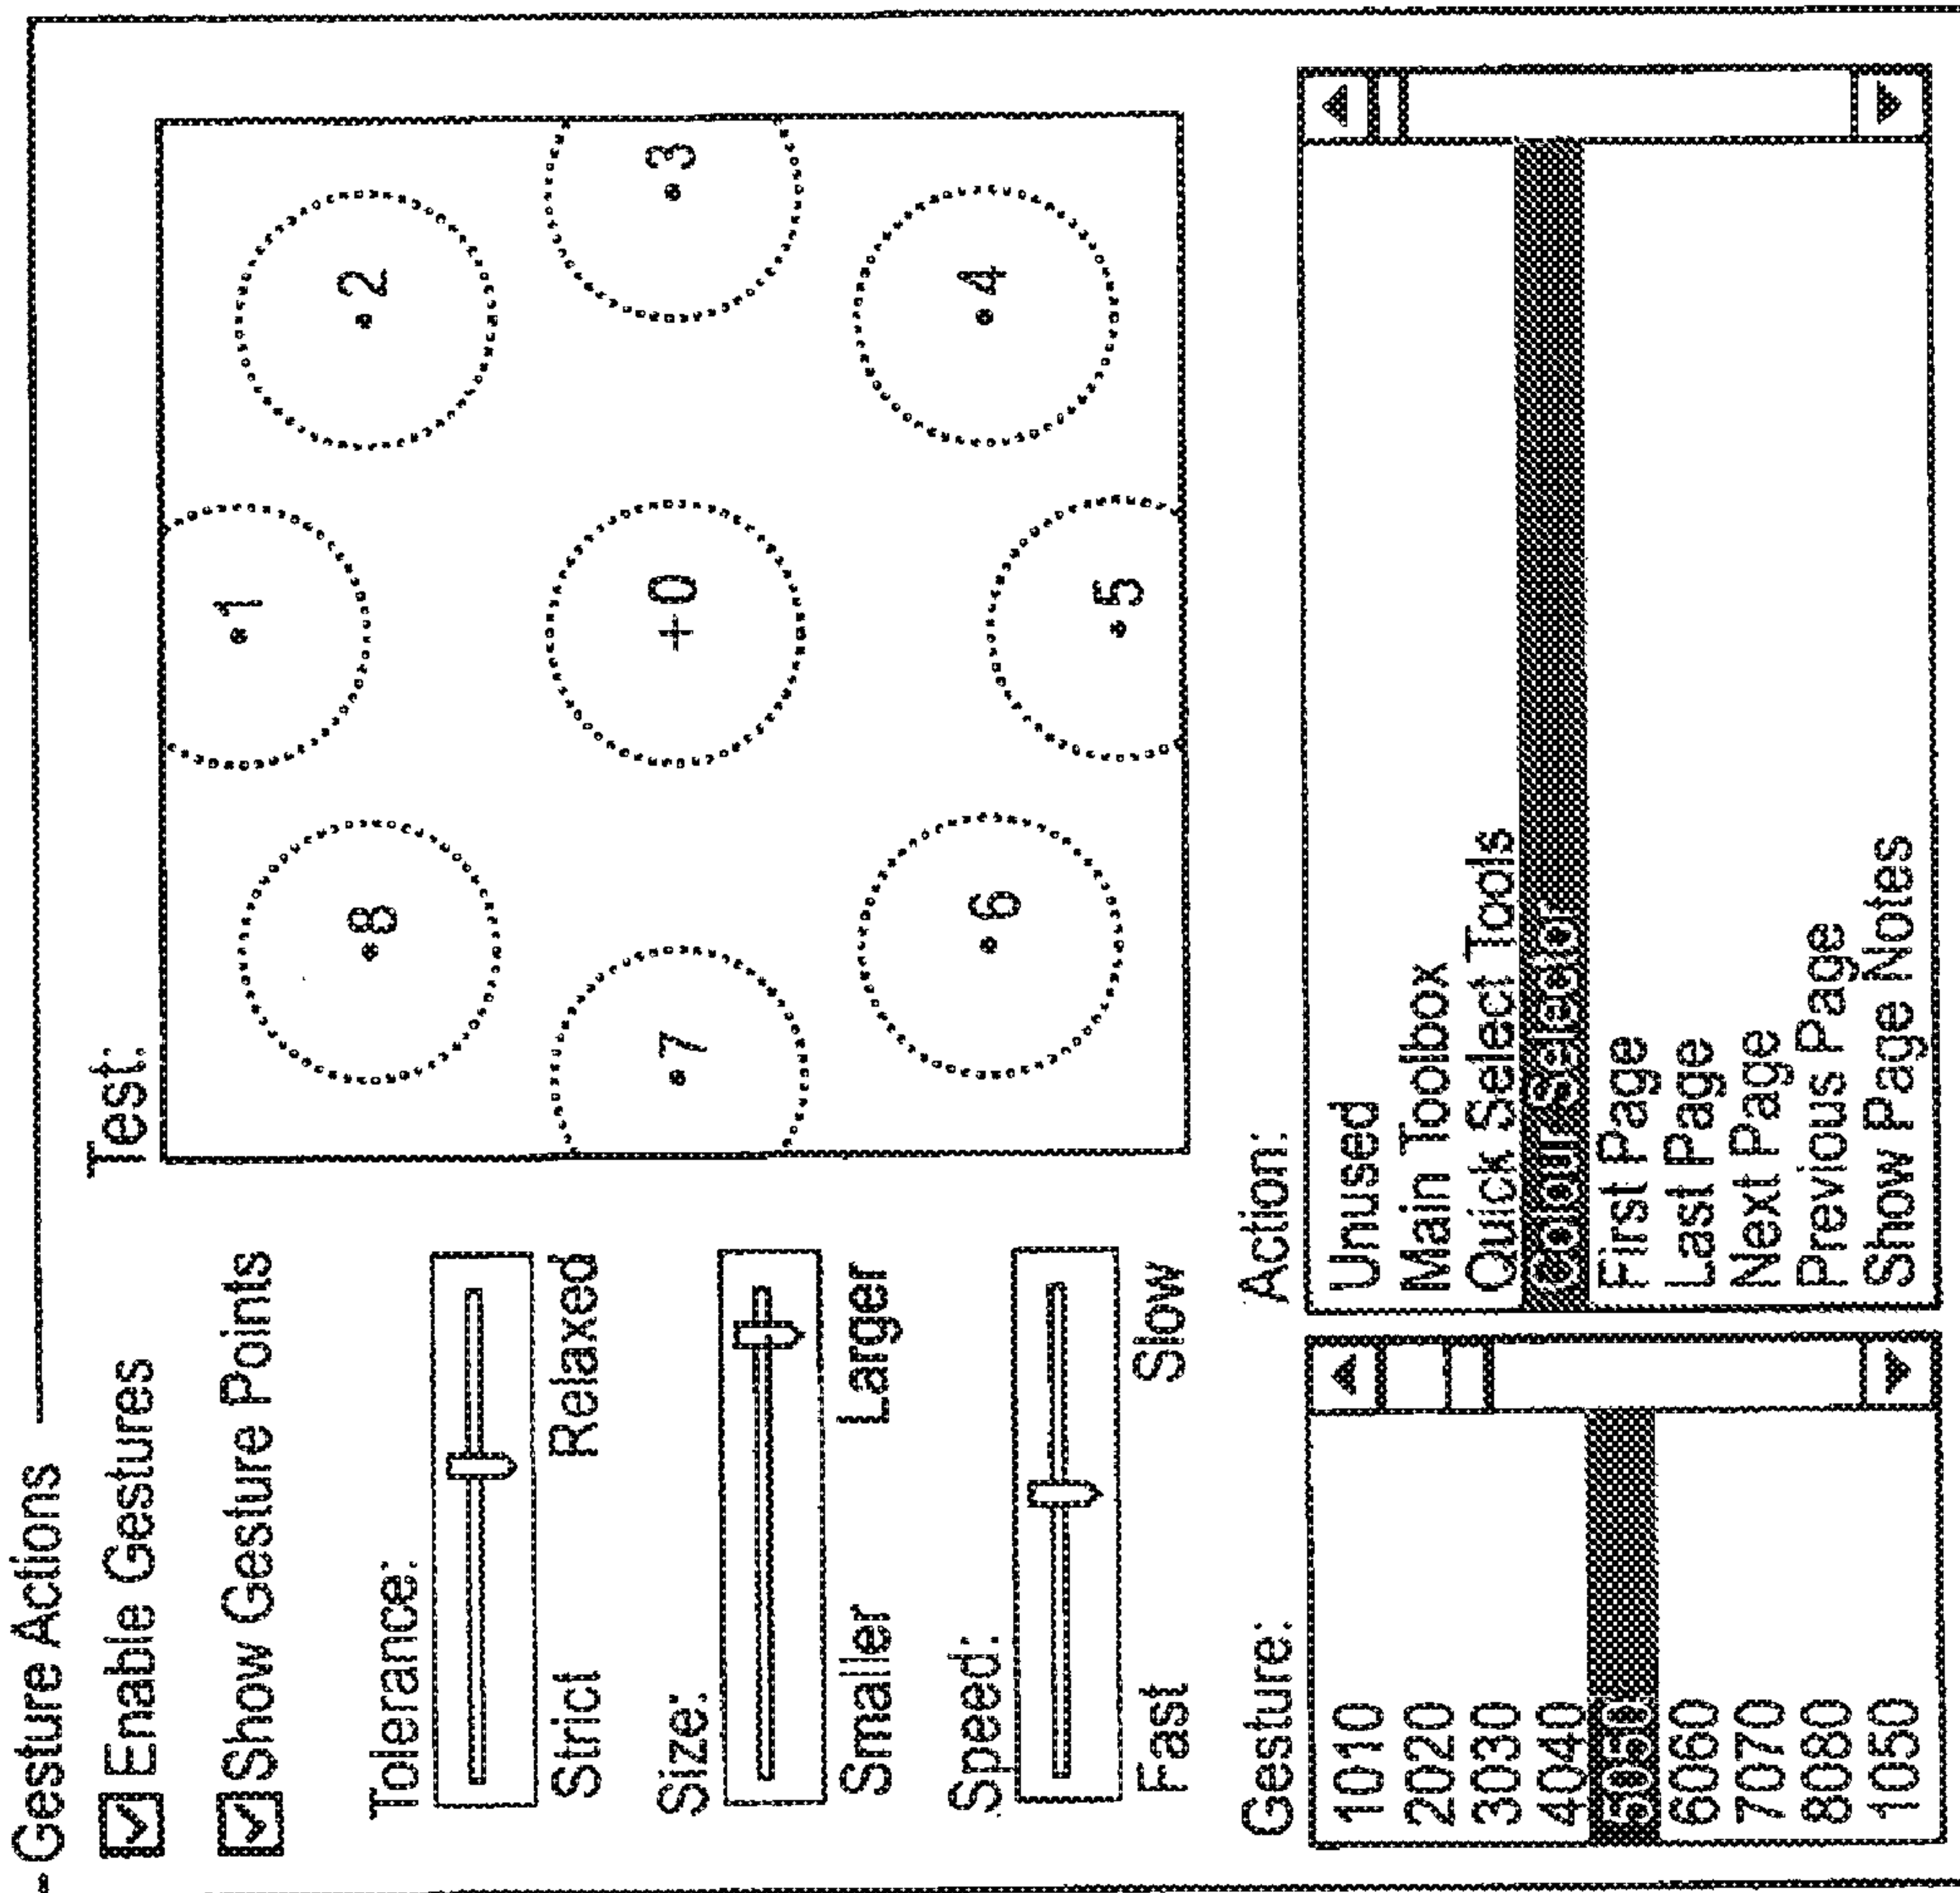 Gesture Actions
Enable Gestures
Show Gesture Points
Tolerance:
Strict Relaxed
Size:
Smaller Larger
Speed:
Fast Slow
Test:
8 1 2
7 +0 3
6 5 4
Gesture:
1010
2020
3030
4040
5050
6060
7070
8080
1050
Action:
Unused
Main Toolbox
Quick Select Tools
Colour Selector
First Page
Last Page
Next Page
Previous Page
Show Page Notes